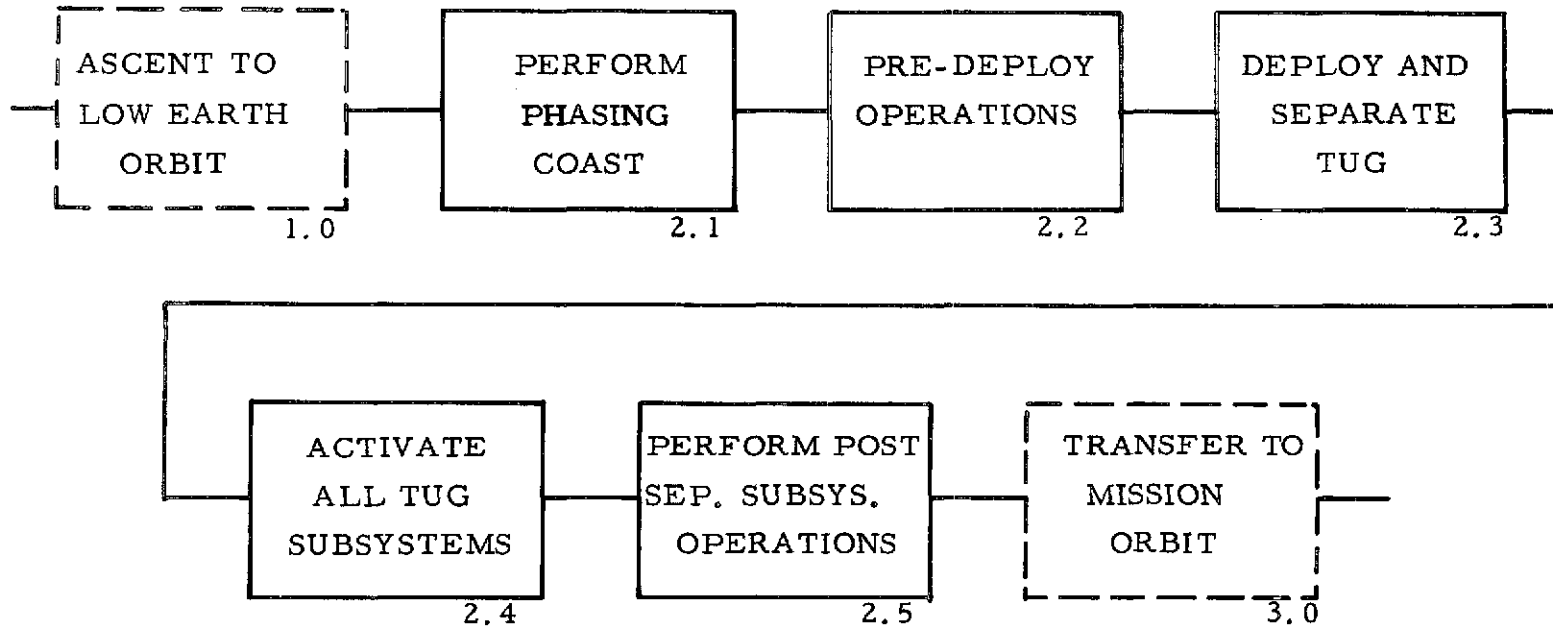 ASCENT TO
LOW EARTH
ORBIT
1.0
PERFORM
PHASING
COAST
2.1
PRE-DEPLOY
OPERATIONS
2.2
DEPLOY AND
SEPARATE
TUG
2.3
ACTIVATE
ALL TUG
SUBSYSTEMS
2.4
PERFORM POST
SEP. SUBSYS.
OPERATIONS
2.5
TRANSFER TO
MISSION
ORBIT
3.0